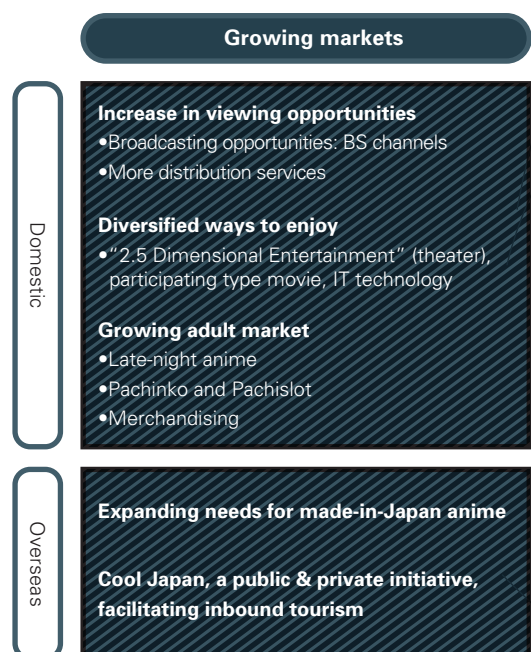 Growing markets
Domestic
Increase in viewing opportunities
•Broadcasting opportunities: BS channels
•More distribution services
Diversified ways to enjoy
•“2.5 Dimensional Entertainment” (theater),
participating type movie, IT technology
Growing adult market
•Late-night anime
•Pachinko and Pachislot
•Merchandising
Overseas
Expanding needs for made-in-Japan anime
Cool Japan, a public & private initiative,
facilitating inbound tourism